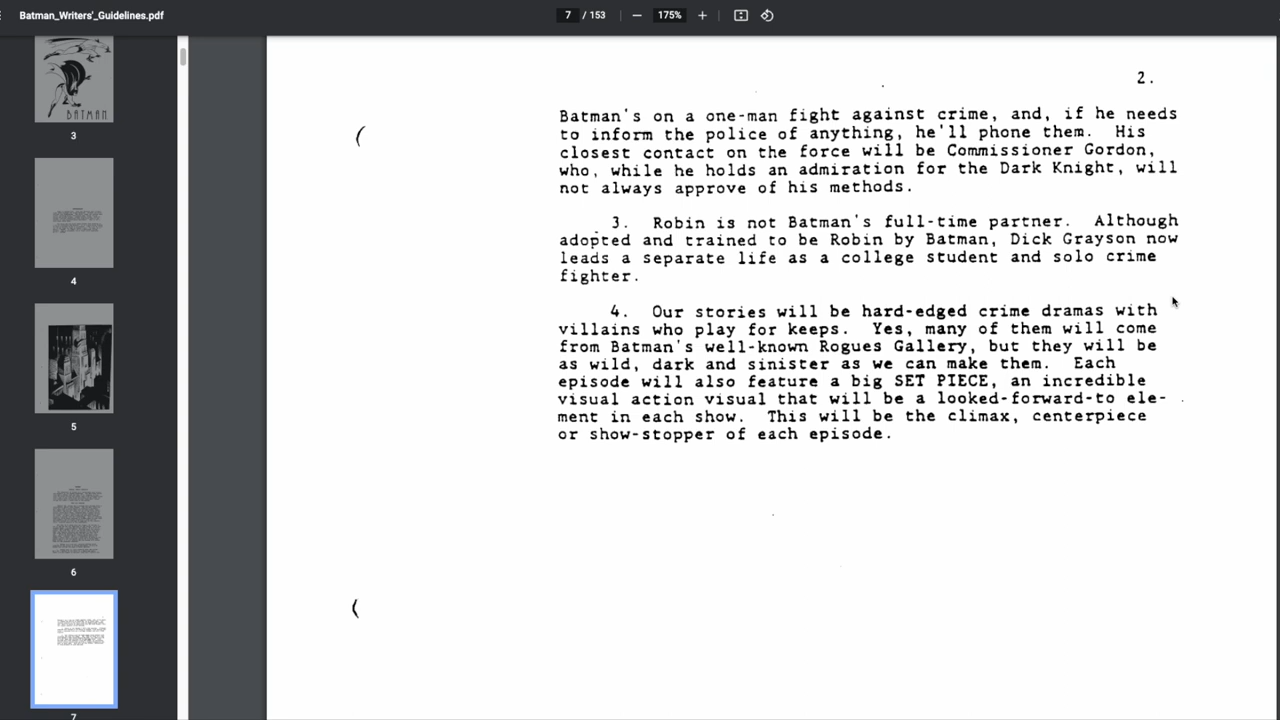 Batman_Writers'_Guidelines.pdf
7 / 153
175%
BATMAN
3
4
5
6
7
2.
Batman's on a one-man fight against crime, and, if he needs
to inform the police of anything, he'll phone them. His
closest contact on the force will be Commissioner Gordon,
who, while he holds an admiration for the Dark Knight, will
not always approve of his methods.
3. Robin is not Batman's full-time partner. Although
adopted and trained to be Robin by Batman, Dick Grayson now
leads a separate life as a college student and solo crime
fighter.
4. Our stories will be hard-edged crime dramas with
villains who play for keeps. Yes, many of them will come
from Batman's well-known Rogues Gallery, but they will be
as wild, dark and sinister as we can make them. Each
episode will also feature a big SET PIECE, an incredible
visual action visual that will be a looked-forward-to ele-
ment in each show. This will be the climax, centerpiece
or show-stopper of each episode.